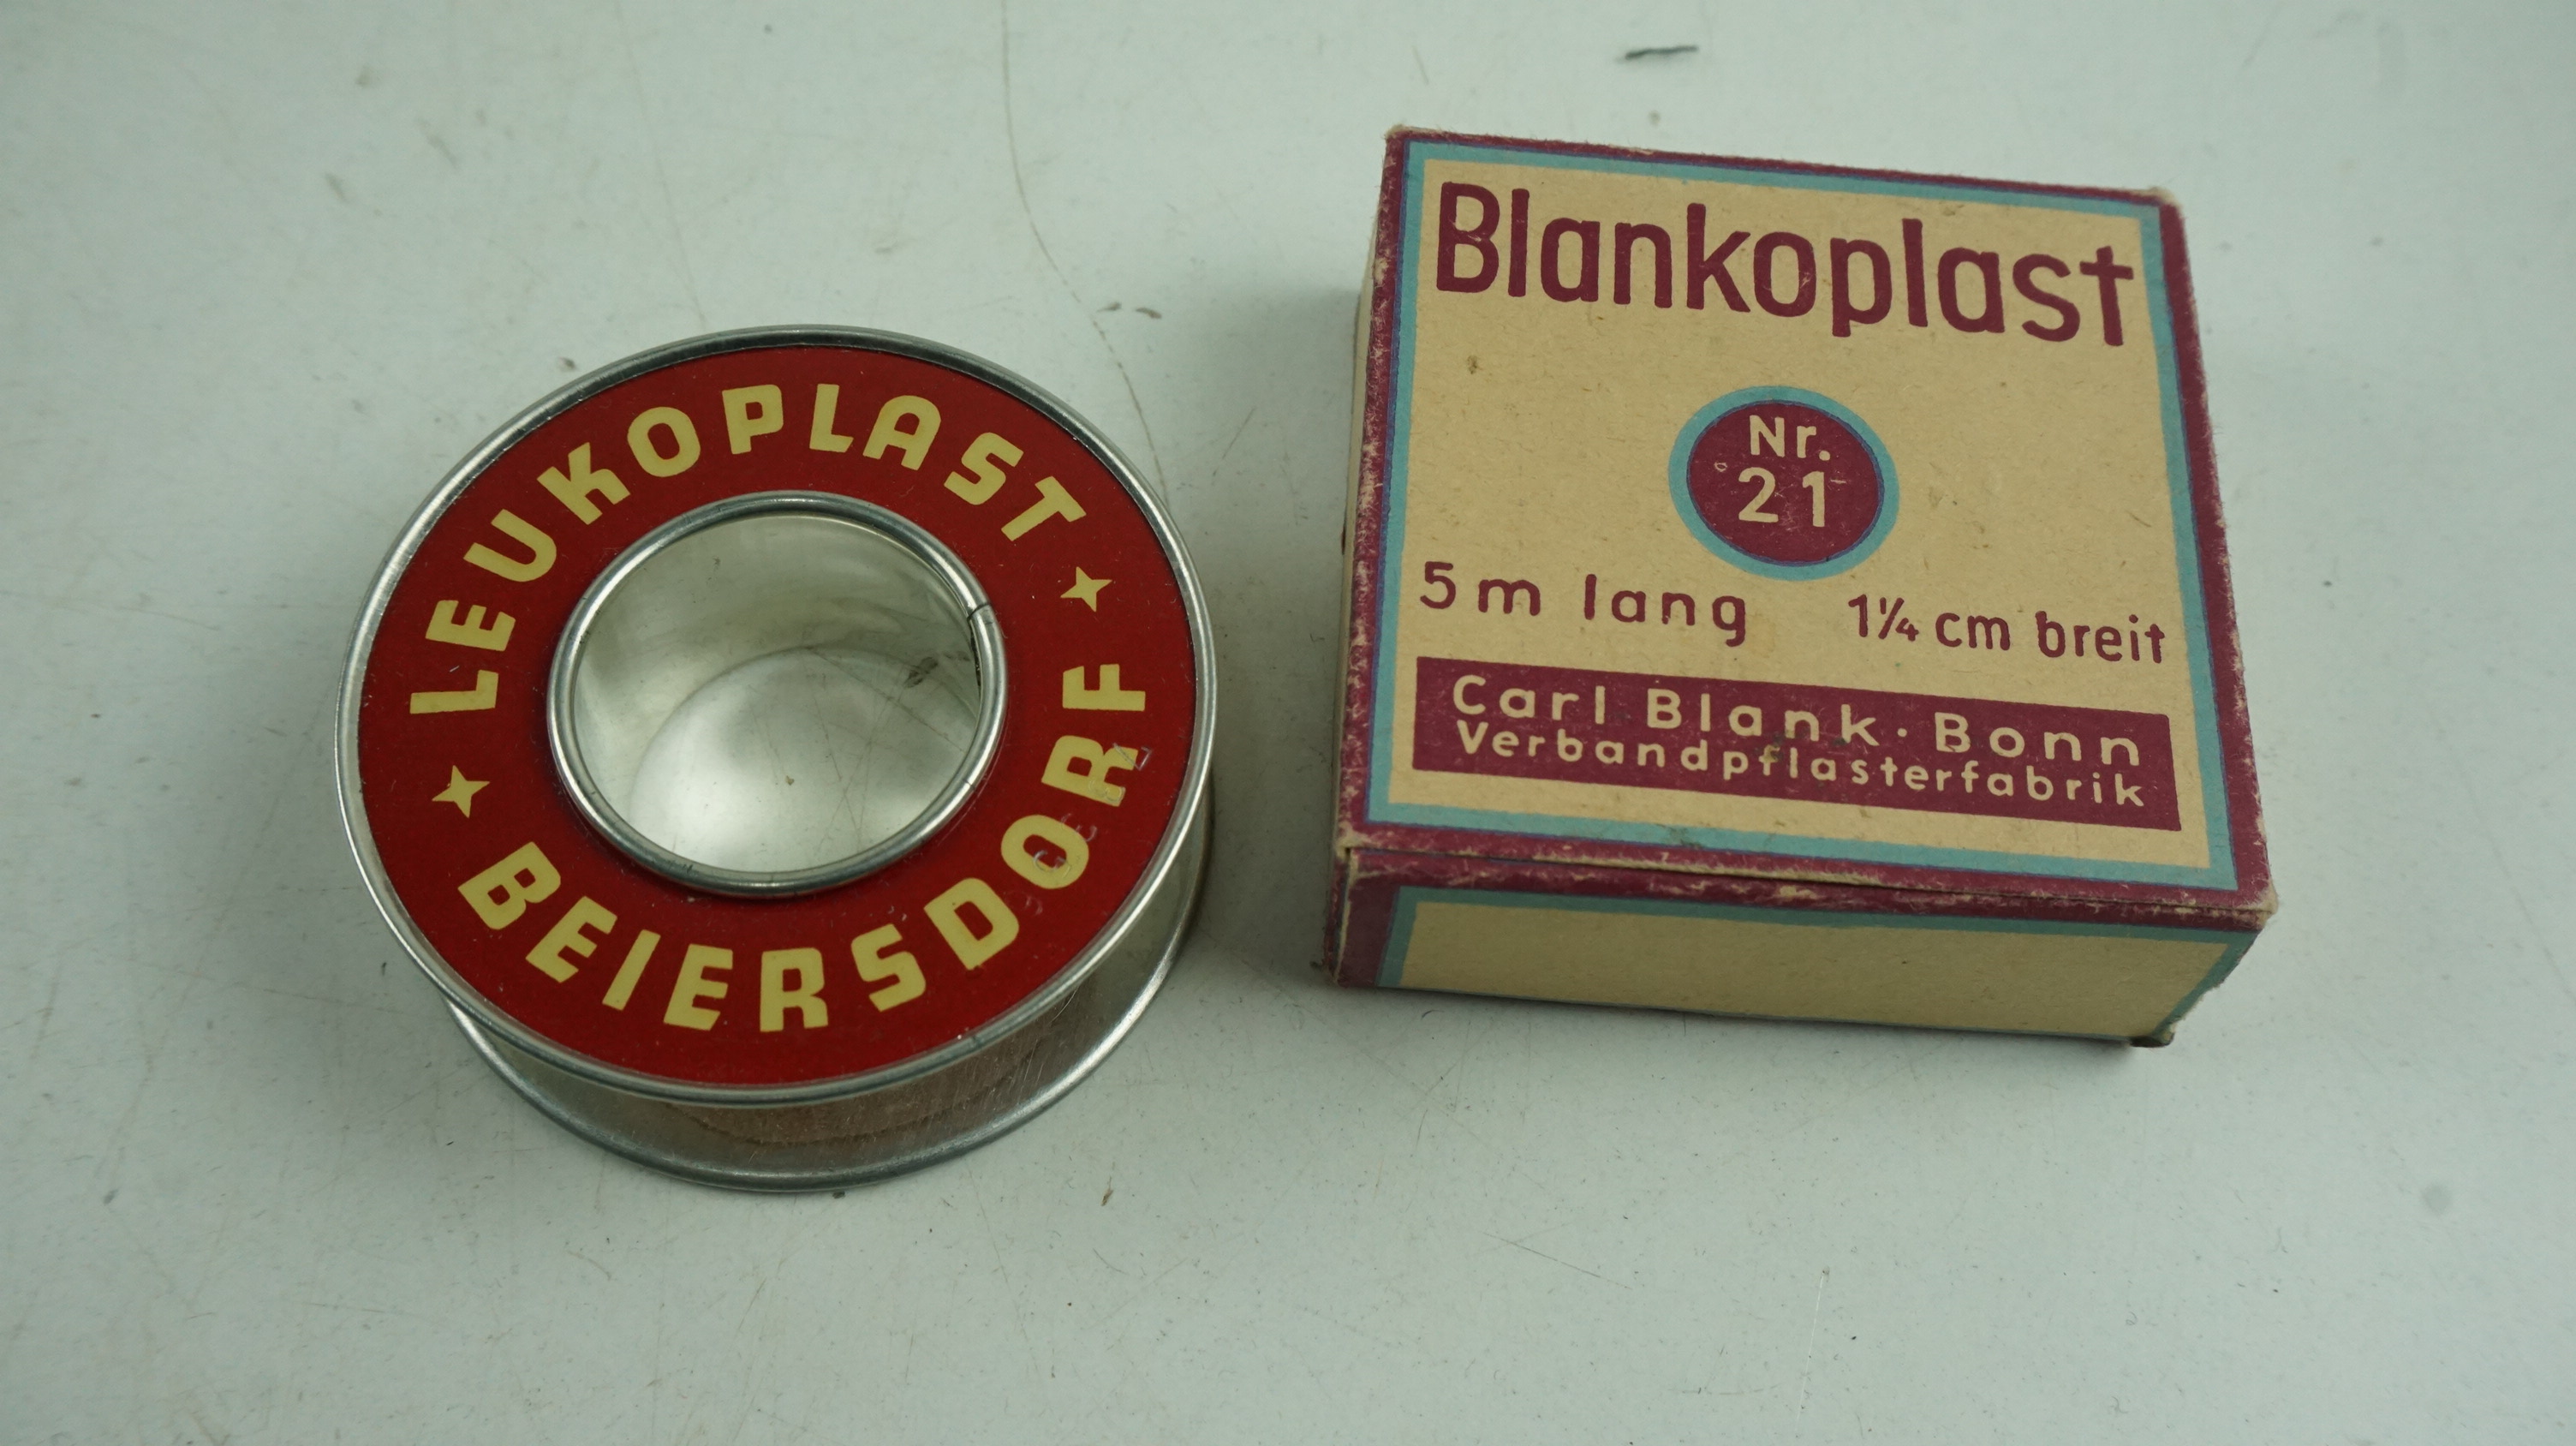 LEUKOPLAST
BEIERSDORF
Blankoplast
Nr.
21
5 m lang 1¼ cm breit
Carl Blank · Bonn
Verbandpflasterfabrik